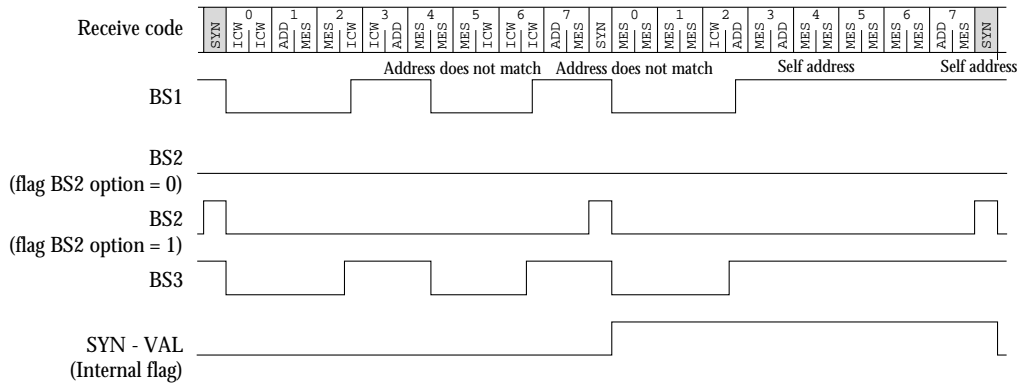 0 1 2 3 4 5 6 7 0 1 2 3 4 5 6 7
Receive code SYN ICW ICW ADD MES MES ICW ICW ADD MES MES MES ICW ICW ICW ADD MES SYN MES MES MES MES ICW ADD MES ADD MES MES MES MES MES MES ADD MES SYN
Address does not match Address does not match Self address Self address
BS1
BS2
(flag BS2 option = 0)
BS2
(flag BS2 option = 1)
BS3
SYN - VAL
(Internal flag)